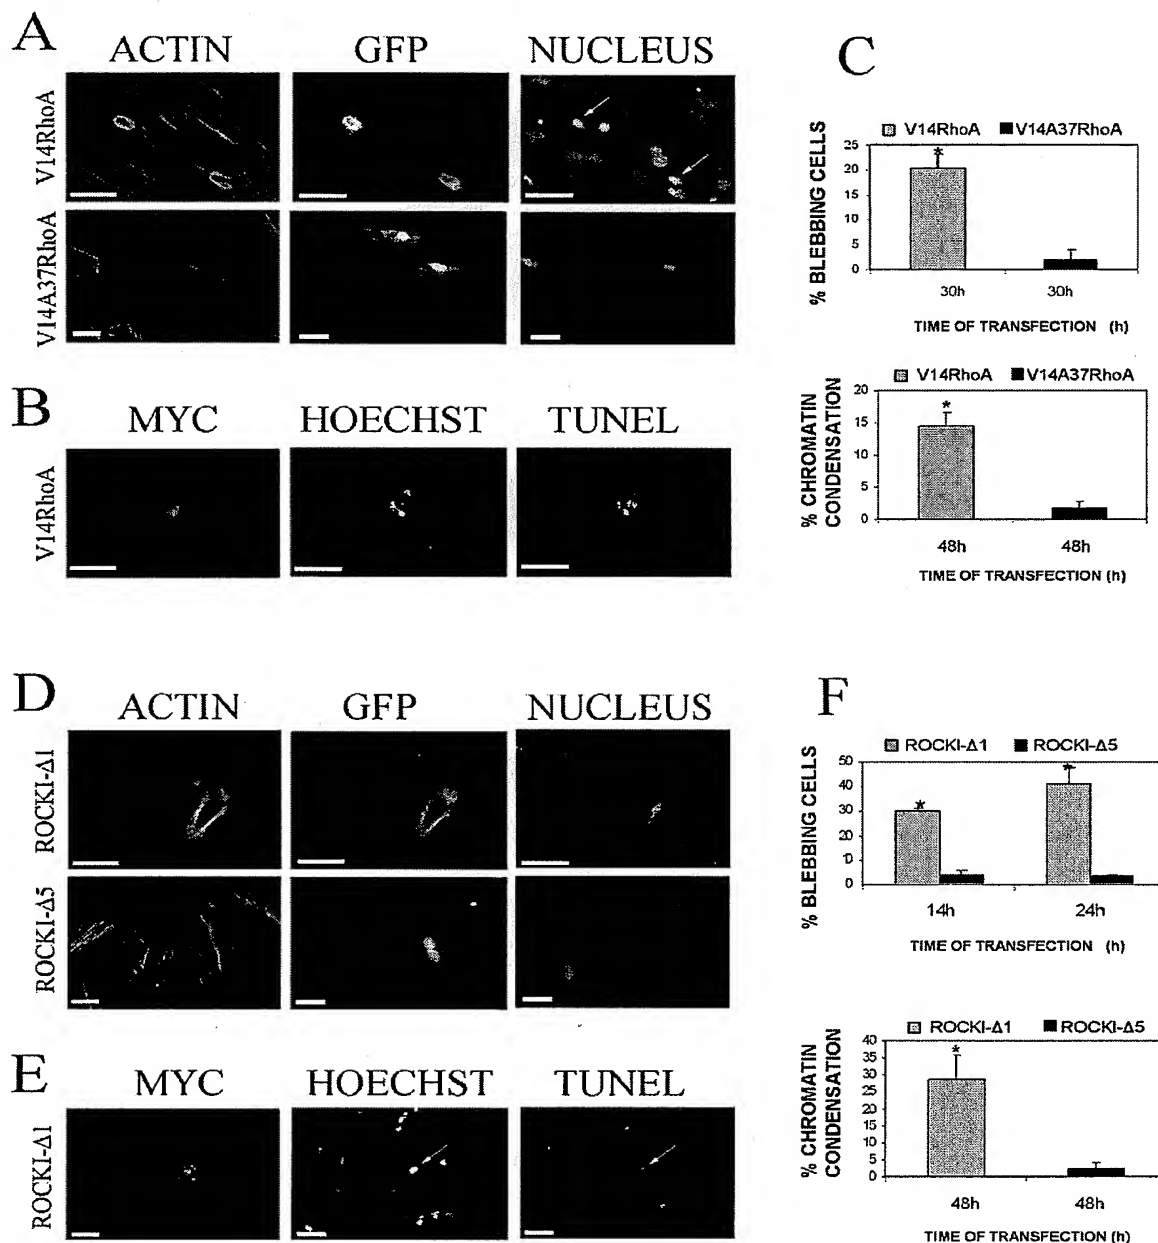 A
ACTIN GFP NUCLEUS
V14RhoA
V14A37RhoA
B
MYC HOECHST TUNEL
V14RhoA
C
V14RhoA V14A37RhoA
% BLEBBING CELLS
25
20
15
10
5
0
*
30h 30h
TIME OF TRANSFECTION (h)
V14RhoA V14A37RhoA
% CHROMATIN
CONDENSATION
20
15
10
5
0
*
48h 48h
TIME OF TRANSFECTION (h)
D
ACTIN GFP NUCLEUS
ROCKI-Δ1
ROCKI-Δ5
E
MYC HOECHST TUNEL
ROCKI-Δ1
F
ROCKI-Δ1 ROCKI-Δ5
% BLEBBING CELLS
50
40
30
20
10
0
* *
14h 24h
TIME OF TRANSFECTION (h)
ROCKI-Δ1 ROCKI-Δ5
% CHROMATIN
CONDENSATION
40
35
30
25
20
15
10
5
0
*
48h 48h
TIME OF TRANSFECTION (h)